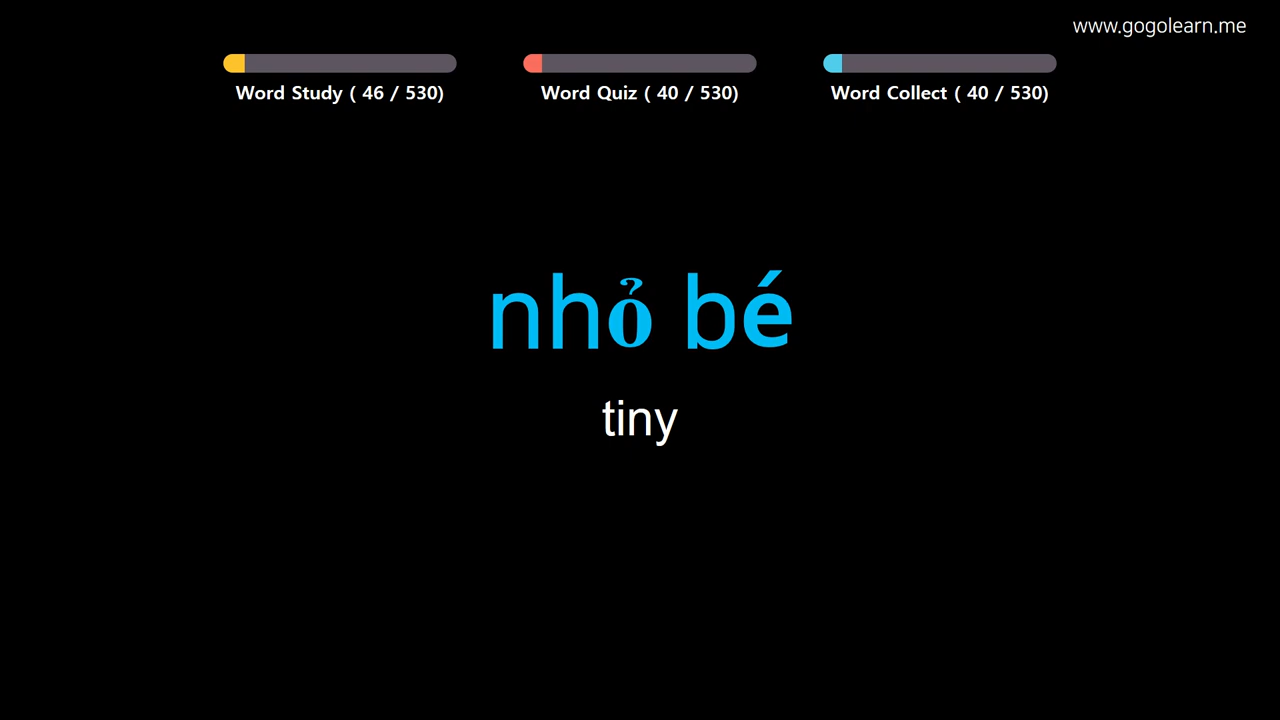 www.gogolearn.me
Word Study ( 46 / 530)
Word Quiz ( 40 / 530)
Word Collect ( 40 / 530)
nhỏ bé
tiny